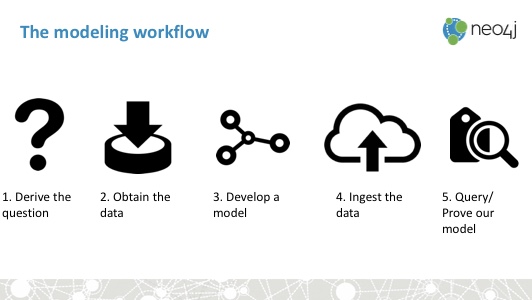 The modeling workflow
neo4j
1. Derive the
question
2. Obtain the
data
3. Develop a
model
4. Ingest the
data
5. Query/
Prove our
model